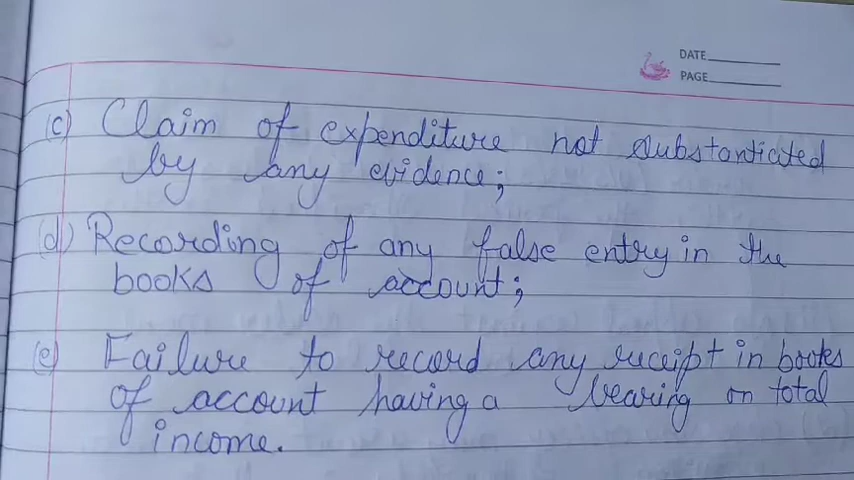 DATE
PAGE
(c) Claim of expenditure not substanticated
by any evidence;
(d) Recording of any false entry in the
books of account;
(e) Failure to record any receipt in books
of account having a bearing on total
income.